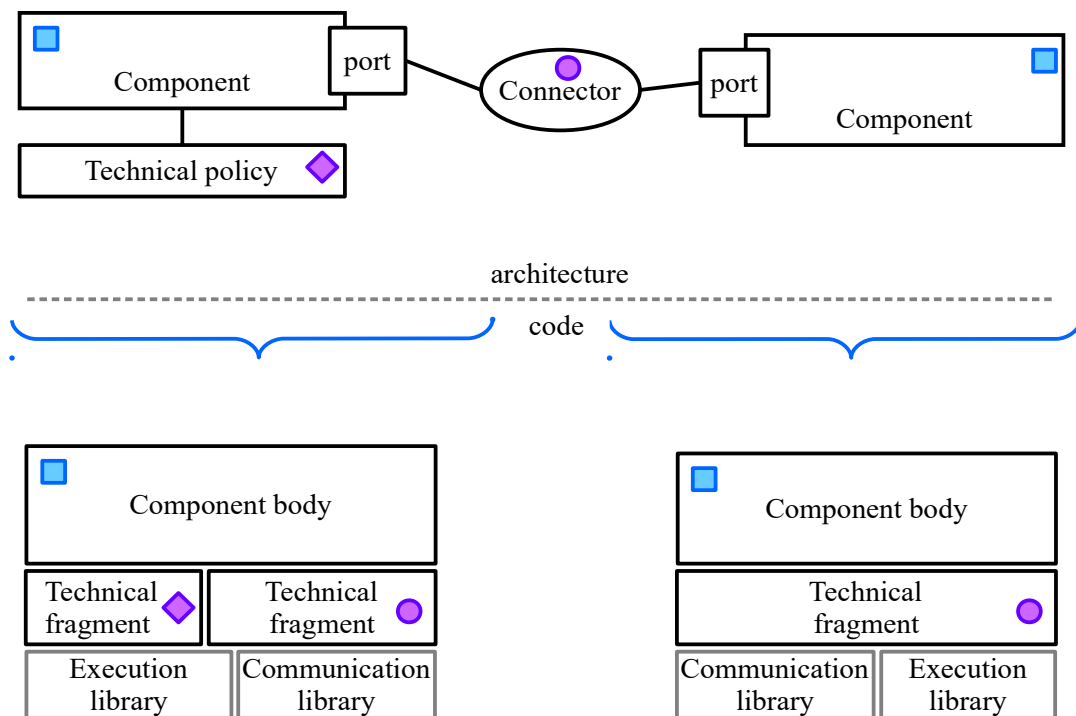 Component
port
Connector
port
Component
Technical policy
architecture
code
Component body
Technical
fragment
Technical
fragment
Execution
library
Communication
library
Component body
Technical
fragment
Communication
library
Execution
library